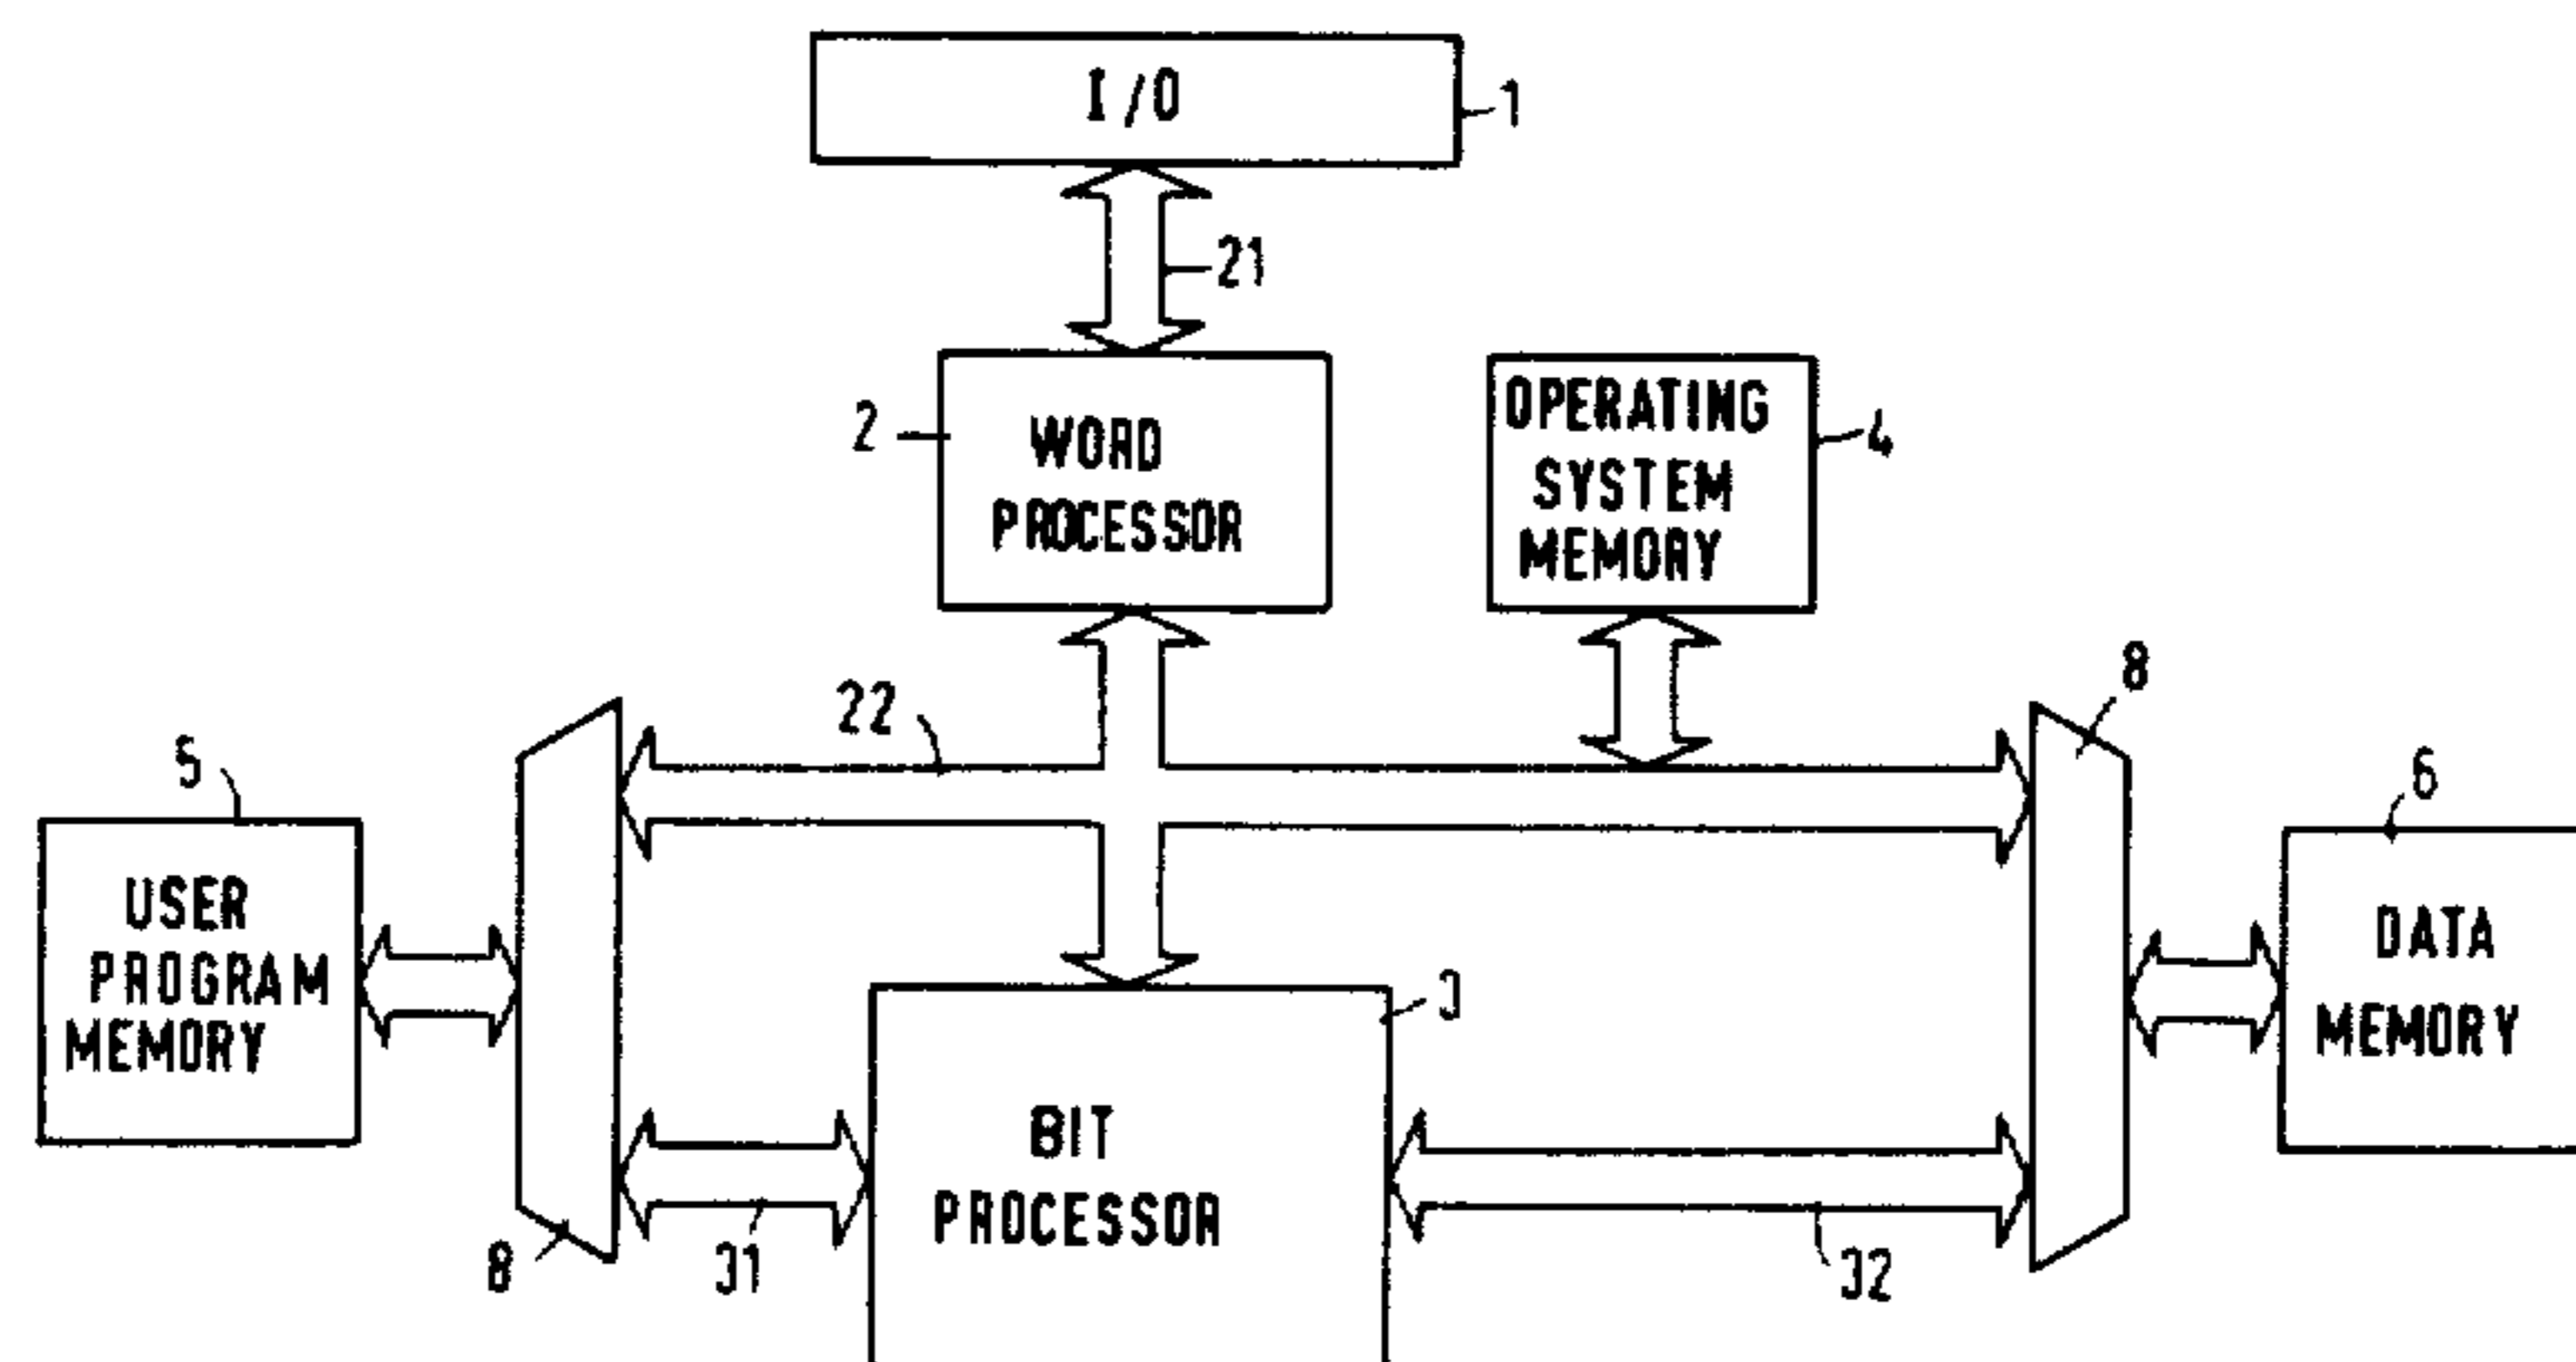 I/O
1
21
2
WORD
PROCESSOR
OPERATING
SYSTEM
MEMORY
4
8
22
5
6
USER
PROGRAM
MEMORY
3
DATA
MEMORY
BIT
PROCESSOR
8
31
32